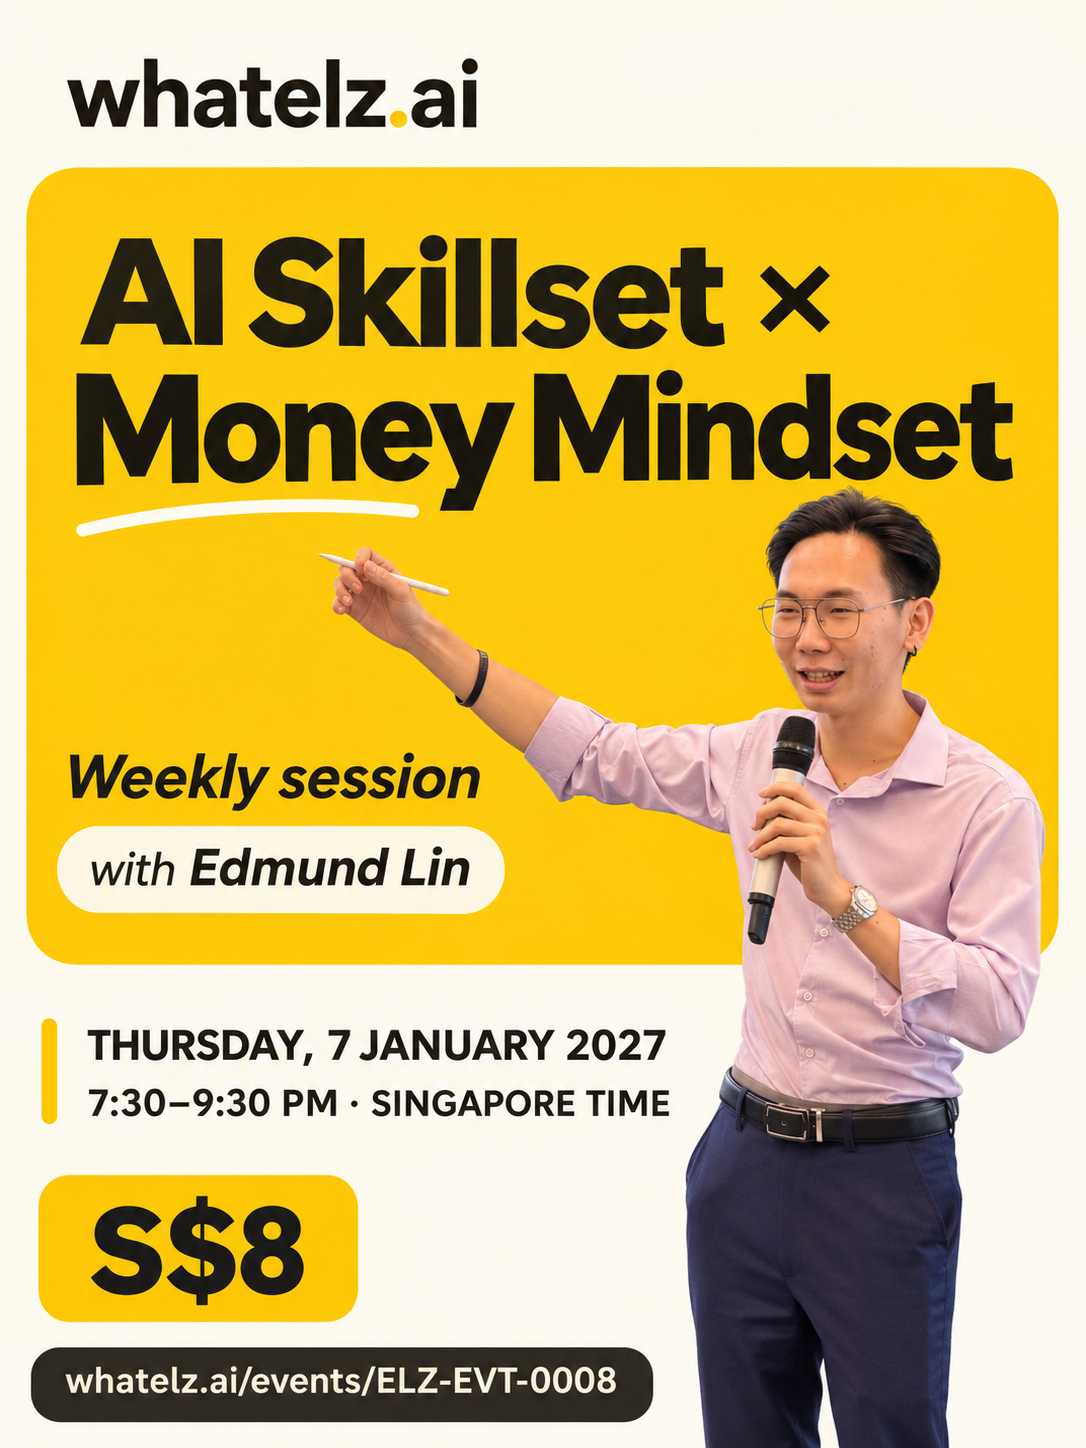 whatelz.ai
AI Skillset ×
Money Mindset
Weekly session
with Edmund Lin
THURSDAY, 7 JANUARY 2027
7:30–9:30 PM · SINGAPORE TIME
S$8
whatelz.ai/events/ELZ-EVT-0008